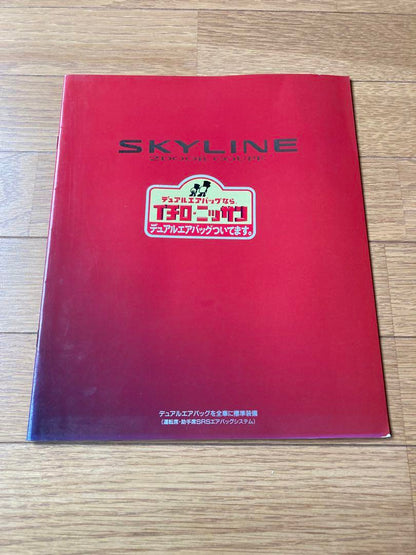 SKYLINE
デュアルエアバッグなら
イチロ・ニッサン
デュアルエアバッグついてます。
デュアルエアバッグを全車に標準装備
(運転席・助手席SRSエアバッグシステム)